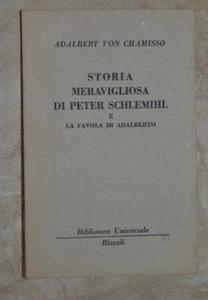 ADALBERT VON CHAMISSO
STORIA
MERAVIGLIOSA
DI PETER SCHLEMIHL
E
LA FAVOLA DI ADALBERTO
Biblioteca Universale
Rizzoli